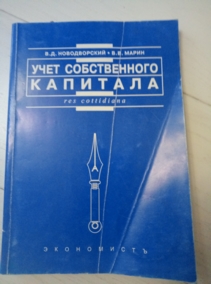 В.Д. НОВОДВОРСКИЙ • В.В. МАРИН
УЧЕТ СОБСТВЕННОГО
КАПИТАЛА
res cottidiana
ЭКОНОМИСТЪ